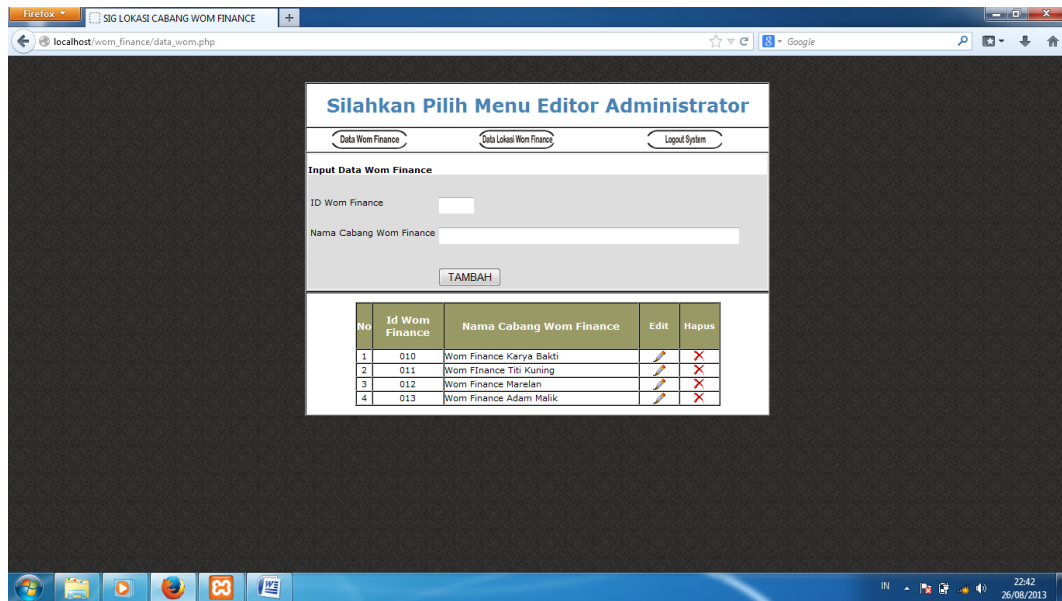 Firefox
SIG LOKASI CABANG WOM FINANCE
localhost/wom_finance/data_wom.php
Google
Silahkan Pilih Menu Editor Administrator
Data Wom Finance Data Lokasi Wom Finance Logout System
Input Data Wom Finance
ID Wom Finance
Nama Cabang Wom Finance
TAMBAH
No Id Wom Finance Nama Cabang Wom Finance Edit Hapus
1 010 Wom Finance Karya Bakti
2 011 Wom FInance Titi Kuning
3 012 Wom Finance Marelan
4 013 Wom Finance Adam Malik
IN 22:42
26/08/2013